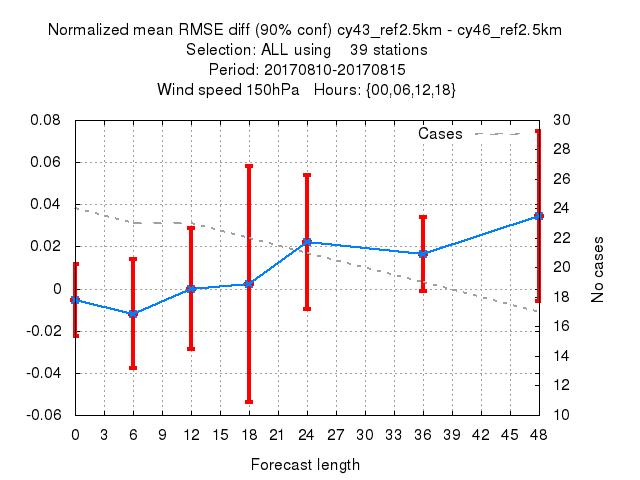 Normalized mean RMSE diff (90% conf) cy43_ref2.5km - cy46_ref2.5km
Selection: ALL using    39 stations
Period: 20170810-20170815
Wind speed 150hPa   Hours: {00,06,12,18}
Cases
0.08
0.06
0.04
0.02
0
-0.02
-0.04
-0.06
30
28
26
24
22
20
18
16
14
12
10
No cases
0 3 6 9 12 15 18 21 24 27 30 33 36 39 42 45 48
Forecast length